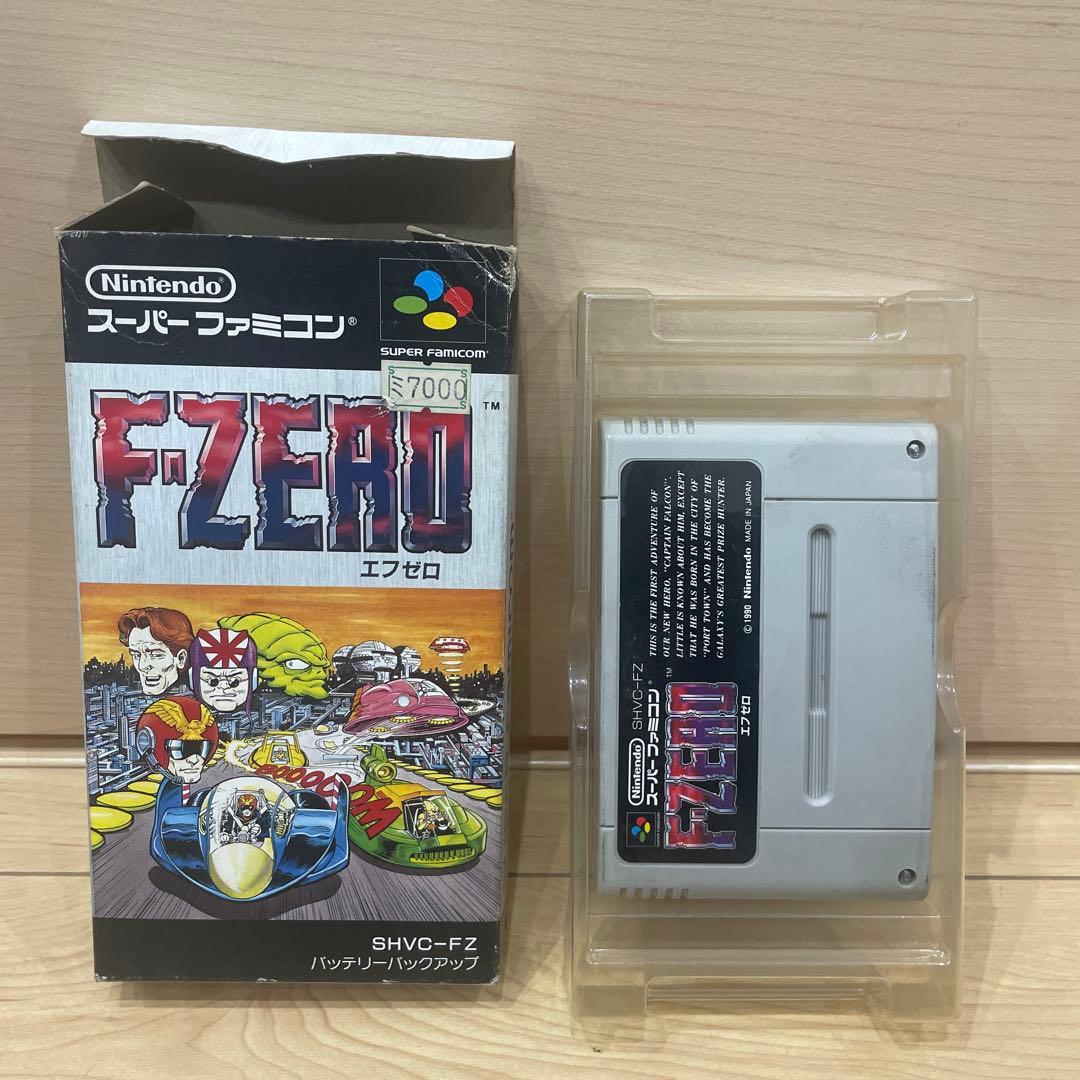 Nintendo®
スーパーファミコン®
SUPER FAMICOM
ミ7000
F-ZERO™
エフゼロ
BOOOOOOM
SHVC-FZ
バッテリーバックアップ
Nintendo SHVC-FZ
スーパーファミコン
F-ZERO™
エフゼロ
THIS IS THE FIRST ADVENTURE OF
OUR NEW HERO, "CAPTAIN FALCON".
LITTLE IS KNOWN ABOUT HIM, EXCEPT
THAT HE WAS BORN IN THE CITY OF
"PORT TOWN" AND HAS BECOME THE
GALAXY'S GREATEST PRIZE HUNTER.
©1990 Nintendo MADE IN JAPAN